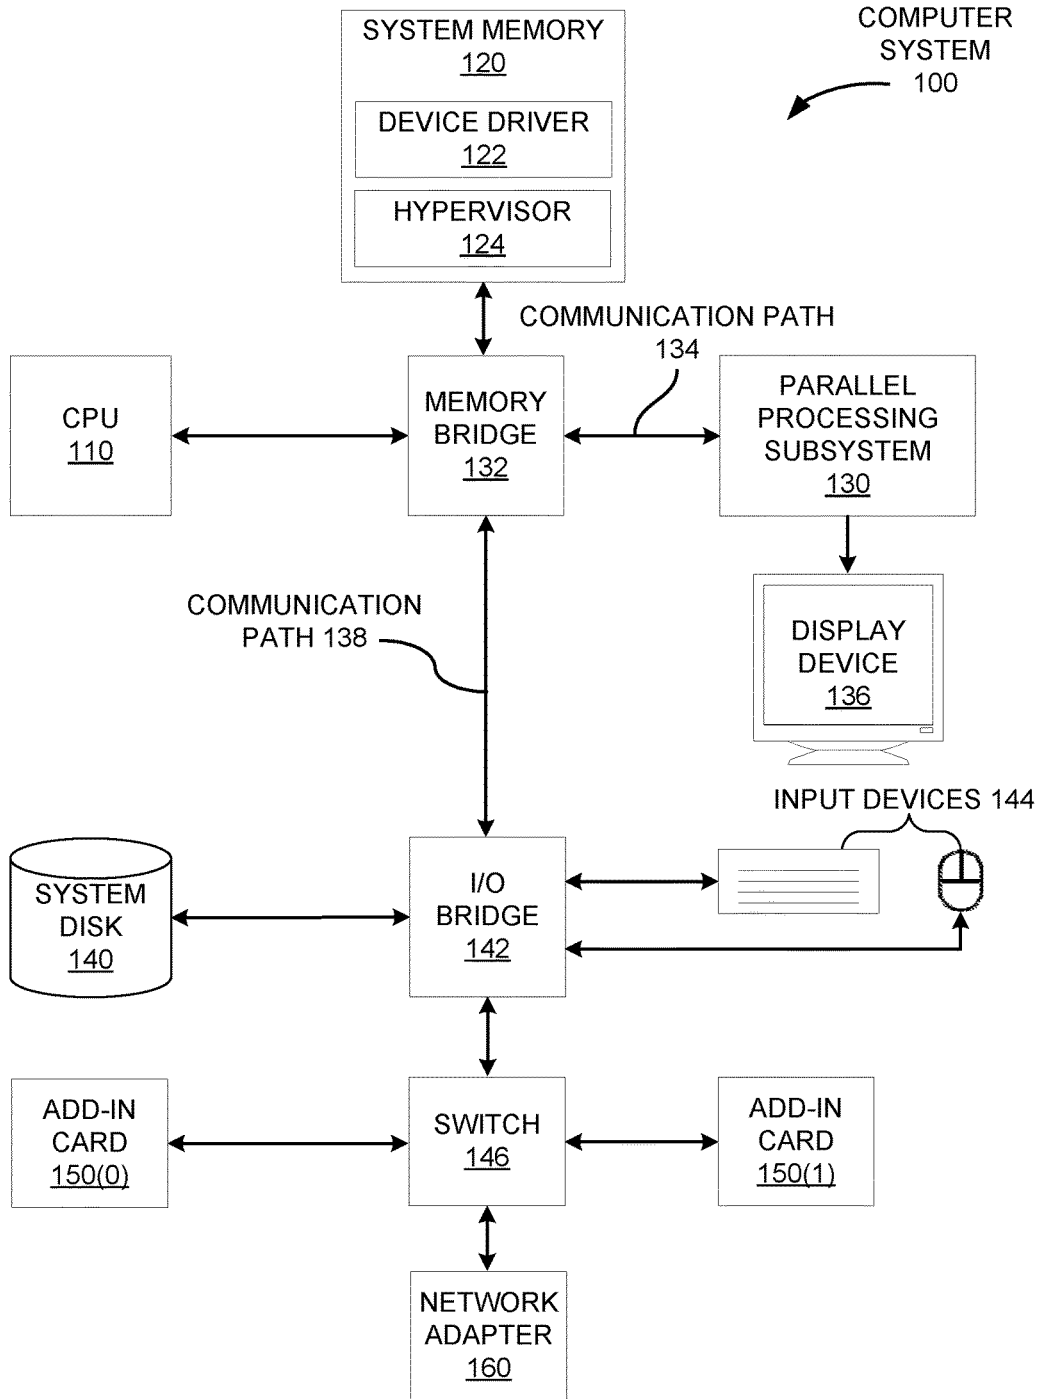 COMPUTER
SYSTEM
100
SYSTEM MEMORY
120
DEVICE DRIVER
122
HYPERVISOR
124
COMMUNICATION PATH
134
CPU
110
MEMORY
BRIDGE
132
PARALLEL
PROCESSING
SUBSYSTEM
130
COMMUNICATION
PATH 138
DISPLAY
DEVICE
136
INPUT DEVICES 144
SYSTEM
DISK
140
I/O
BRIDGE
142
ADD-IN
CARD
150(0)
SWITCH
146
ADD-IN
CARD
150(1)
NETWORK
ADAPTER
160